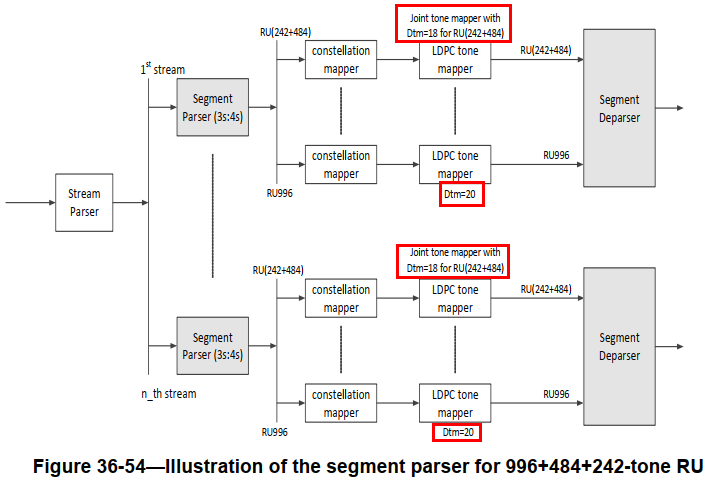 Joint tone mapper with
Dtm=18 for RU(242+484)
RU(242+484)
constellation
mapper
LDPC tone
mapper
RU(242+484)
1st stream
Segment
Parser (3s:4s)
Segment
Deparser
constellation
mapper
LDPC tone
mapper
RU996
RU996
Dtm=20
Stream
Parser
Joint tone mapper with
Dtm=18 for RU(242+484)
RU(242+484)
constellation
mapper
LDPC tone
mapper
RU(242+484)
Segment
Parser (3s:4s)
Segment
Deparser
n_th stream
constellation
mapper
LDPC tone
mapper
RU996
RU996
Dtm=20
Figure 36-54—Illustration of the segment parser for 996+484+242-tone RU